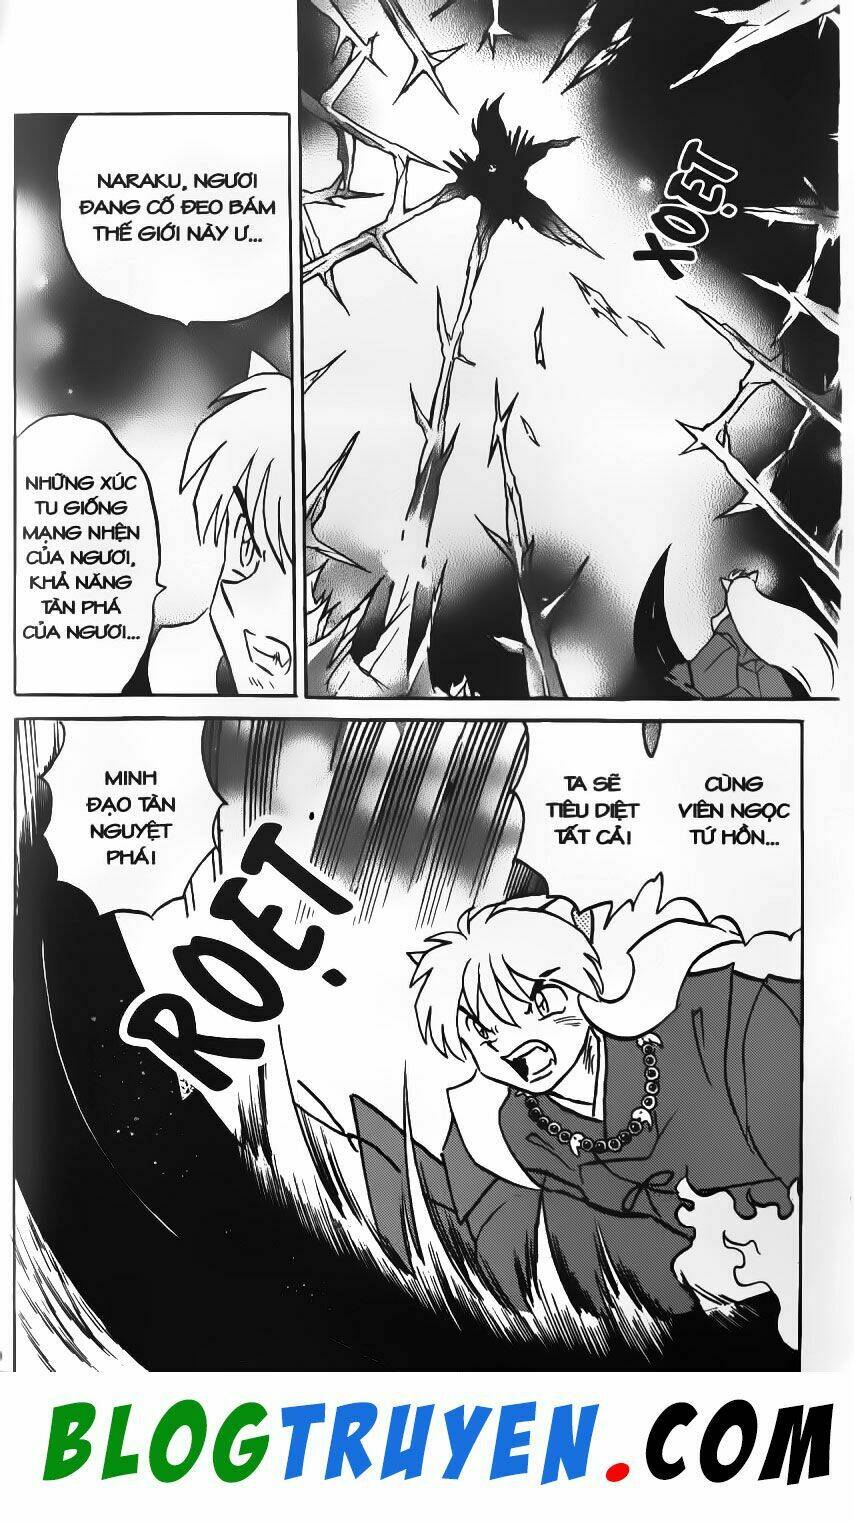 XOẸT
NARAKU, NGƯƠI
ĐANG CỐ ĐEO BÁM
THẾ GIỚI NÀY Ư...
NHỮNG XÚC
TU GIỐNG
MẠNG NHỆN
CỦA NGƯƠI,
KHẢ NĂNG
TÀN PHÁ
CỦA NGƯƠI...
CÙNG
VIÊN NGỌC
TỨ HỒN...
TA SẼ
TIÊU DIỆT
TẤT CẢ!
MINH
ĐẠO TÀN
NGUYỆT
PHÁ!
ROẸT
BLOGTRUYEN.COM